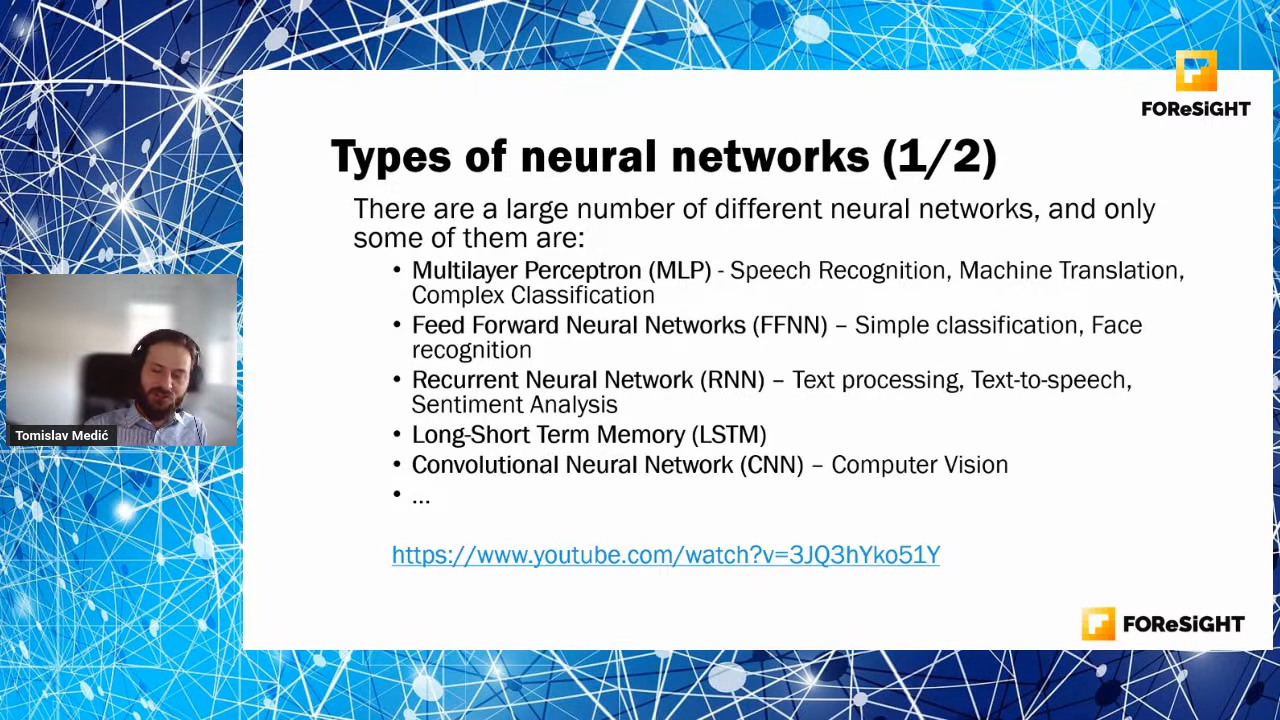 FOReSiGHT
Types of neural networks (1/2)
There are a large number of different neural networks, and only
some of them are:
• Multilayer Perceptron (MLP) - Speech Recognition, Machine Translation,
Complex Classification
• Feed Forward Neural Networks (FFNN) – Simple classification, Face
recognition
• Recurrent Neural Network (RNN) – Text processing, Text-to-speech,
Sentiment Analysis
• Long-Short Term Memory (LSTM)
• Convolutional Neural Network (CNN) – Computer Vision
• ...
https://www.youtube.com/watch?v=3JQ3hYko51Y
Tomislav Medić
FOReSiGHT